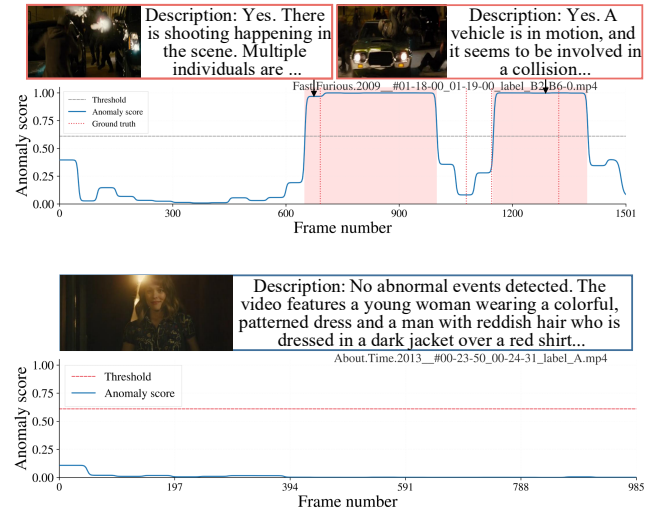 Description: Yes. There
is shooting happening in
the scene. Multiple
individuals are ...
Description: Yes. A
vehicle is in motion, and
it seems to be involved in
a collision...
Fast.Furious.2009__#01-18-00_01-19-00_label_B2-B6-0.mp4
Anomaly score
1.00
0.75
0.50
0.25
0.00
Threshold
Anomaly score
Ground truth
0
300
600
900
1200
1501
Frame number
Description: No abnormal events detected. The
video features a young woman wearing a colorful,
patterned dress and a man with reddish hair who is
dressed in a dark jacket over a red shirt...
About.Time.2013__#00-23-50_00-24-31_label_A.mp4
Anomaly score
1.00
0.75
0.50
0.25
0.00
Threshold
Anomaly score
0
197
394
591
788
985
Frame number